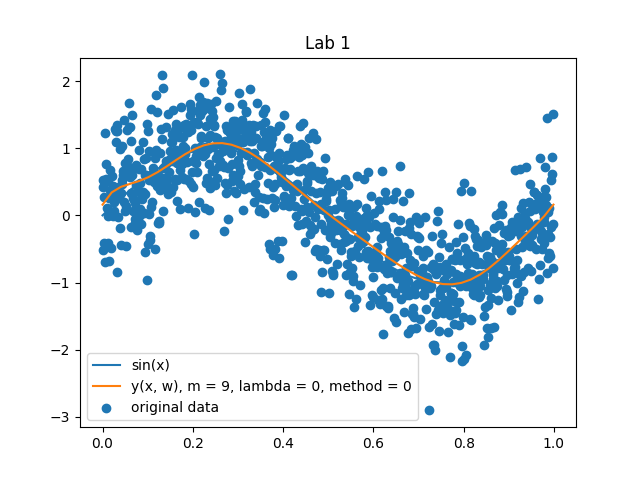 Lab 1
2
1
0
−1
−2
−3
sin(x)
y(x, w), m = 9, lambda = 0, method = 0
original data
0.0 0.2 0.4 0.6 0.8 1.0